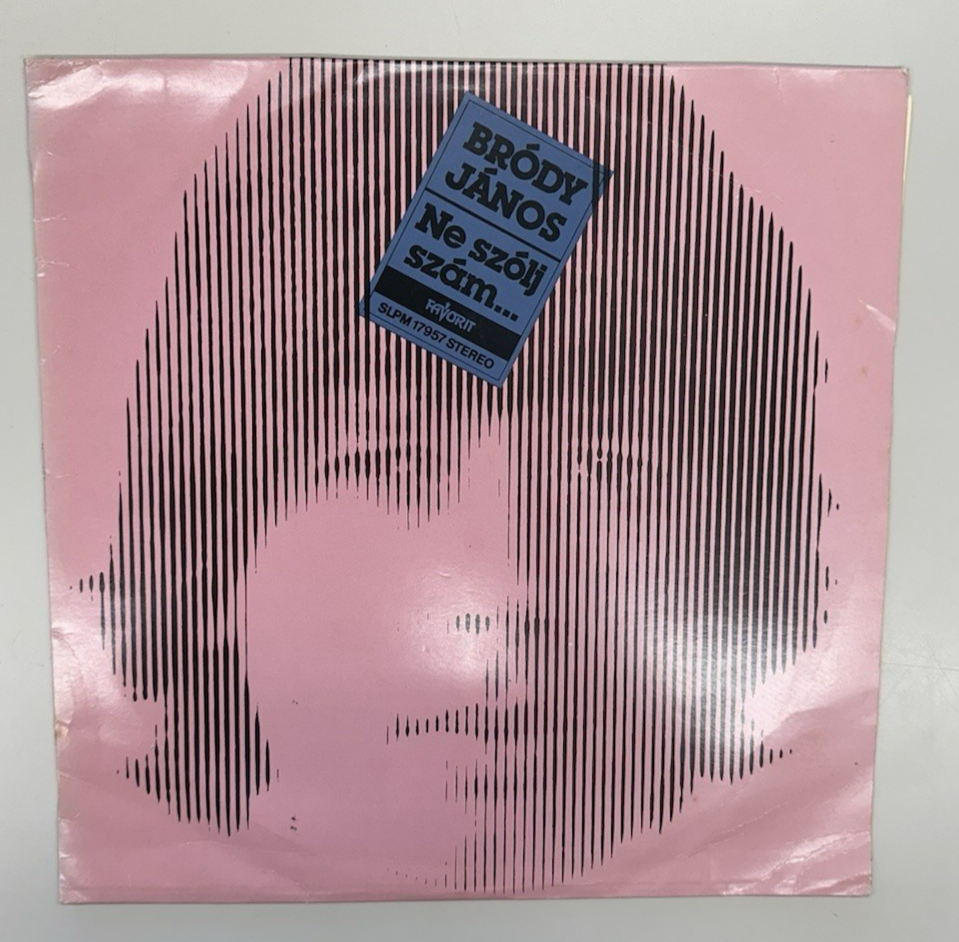 BRÓDY
JÁNOS
Ne szólj
szám...
FAVORIT
SLPM 17957 STEREO